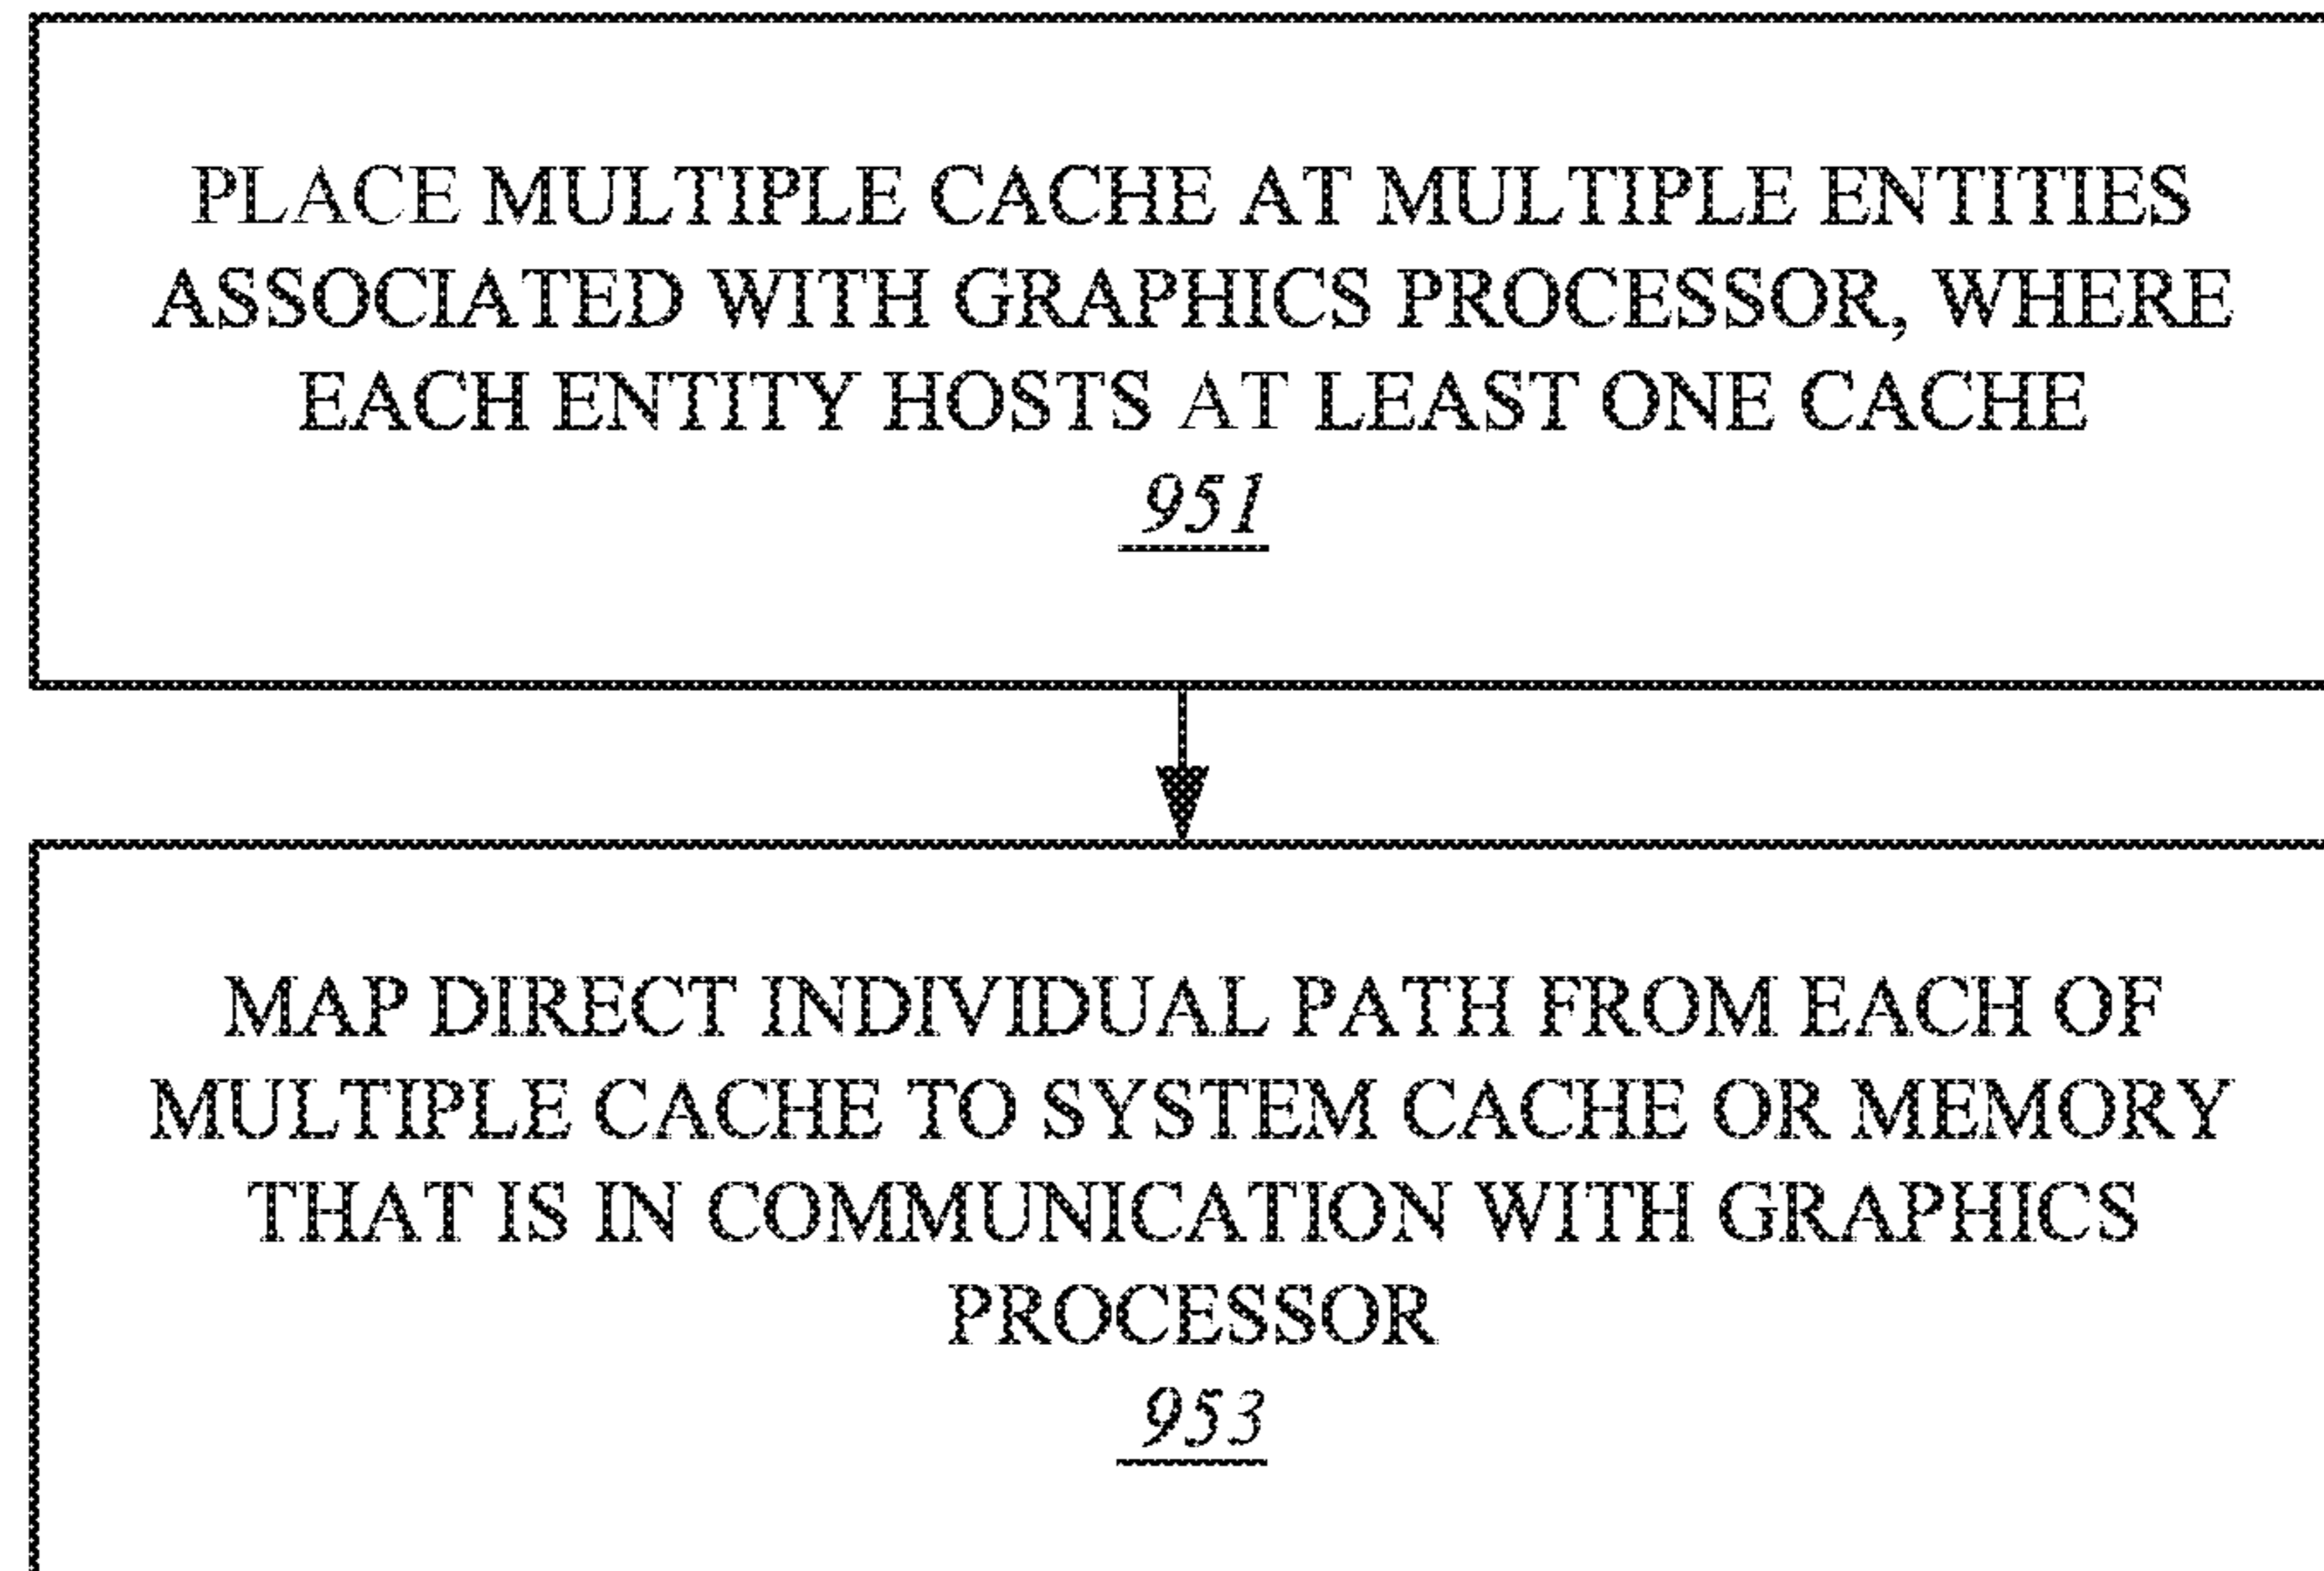 PLACE MULTIPLE CACHE AT MULTIPLE ENTITIES
ASSOCIATED WITH GRAPHICS PROCESSOR, WHERE
EACH ENTITY HOSTS AT LEAST ONE CACHE
951
MAP DIRECT INDIVIDUAL PATH FROM EACH OF
MULTIPLE CACHE TO SYSTEM CACHE OR MEMORY
THAT IS IN COMMUNICATION WITH GRAPHICS
PROCESSOR
953